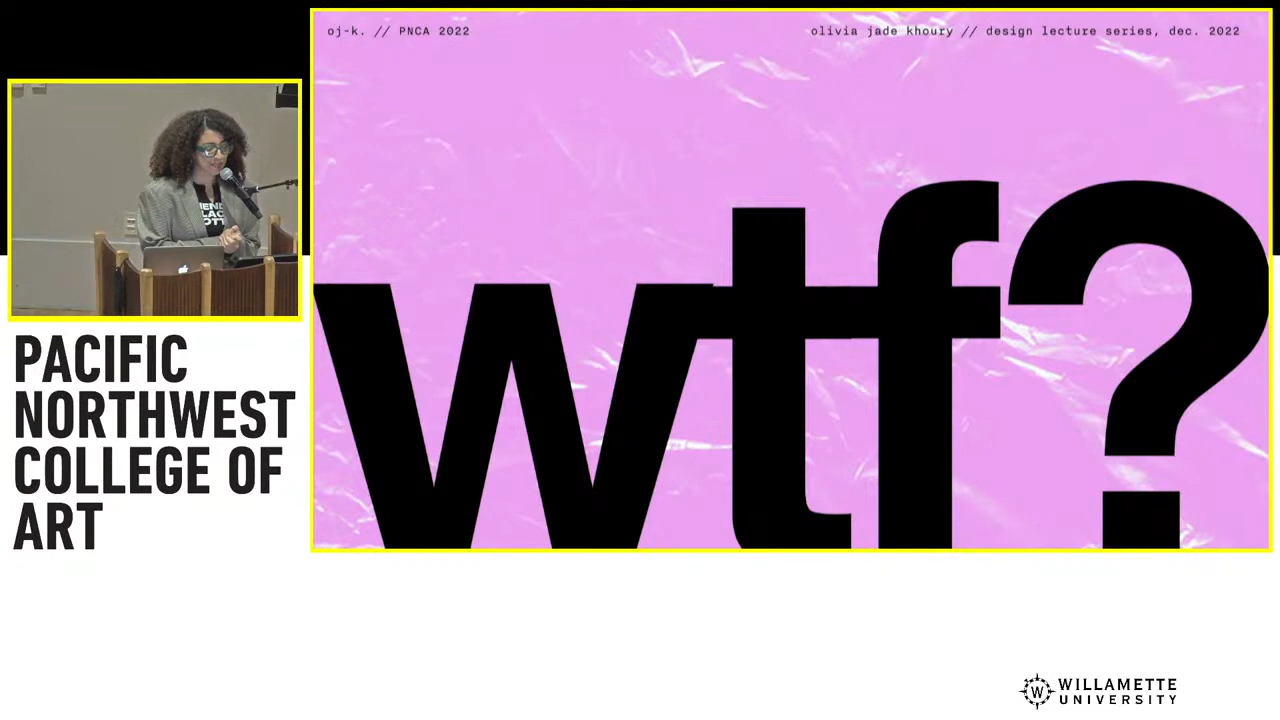 oj-k. // PNCA 2022
olivia jade khoury // design lecture series, dec. 2022
wtf?
PACIFIC
NORTHWEST
COLLEGE OF
ART
W
WILLAMETTE
UNIVERSITY